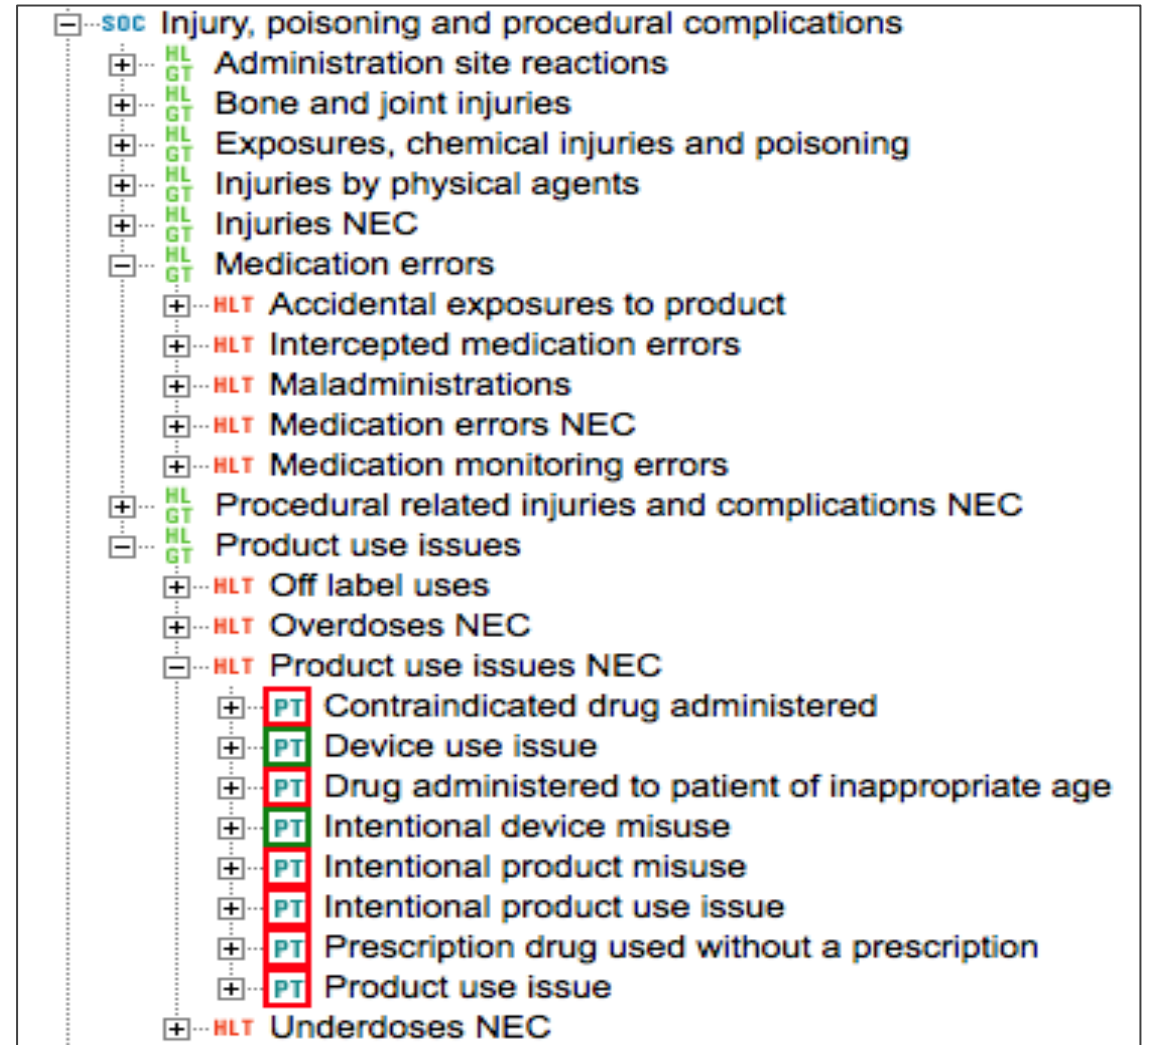 SOC Injury, poisoning and procedural complications
HL GT Administration site reactions
HL GT Bone and joint injuries
HL GT Exposures, chemical injuries and poisoning
HL GT Injuries by physical agents
HL GT Injuries NEC
HL GT Medication errors
HLT Accidental exposures to product
HLT Intercepted medication errors
HLT Maladministrations
HLT Medication errors NEC
HLT Medication monitoring errors
HL GT Procedural related injuries and complications NEC
HL GT Product use issues
HLT Off label uses
HLT Overdoses NEC
HLT Product use issues NEC
PT Contraindicated drug administered
PT Device use issue
PT Drug administered to patient of inappropriate age
PT Intentional device misuse
PT Intentional product misuse
PT Intentional product use issue
PT Prescription drug used without a prescription
PT Product use issue
HLT Underdoses NEC